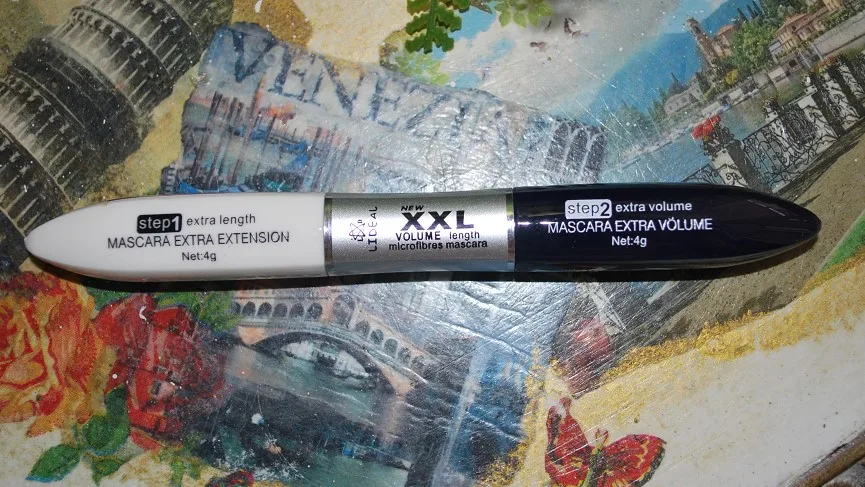 VENEZIA
step1 extra length
MASCARA EXTRA EXTENSION
Net:4g
LIDEAL
NEW
XXL
VOLUME length
microfibres mascara
step2 extra volume
MASCARA EXTRA VÖLUME
Net:4g